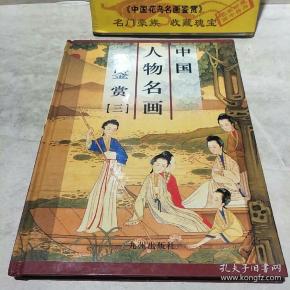 《中国花鸟名画鉴赏》
名门豪族 收藏瑰宝
中国
人物名画
鉴赏[三]
九州出版社
孔夫子旧书网